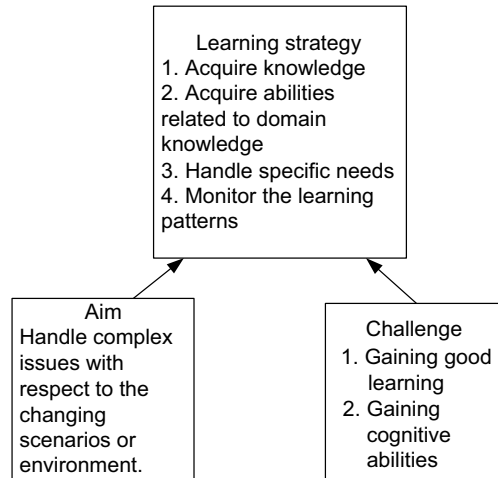 Learning strategy
1. Acquire knowledge
2. Acquire abilities
related to domain
knowledge
3. Handle specific needs
4. Monitor the learning
patterns
Aim
Handle complex
issues with
respect to the
changing
scenarios or
environment.
Challenge
1. Gaining good
learning
2. Gaining
cognitive
abilities